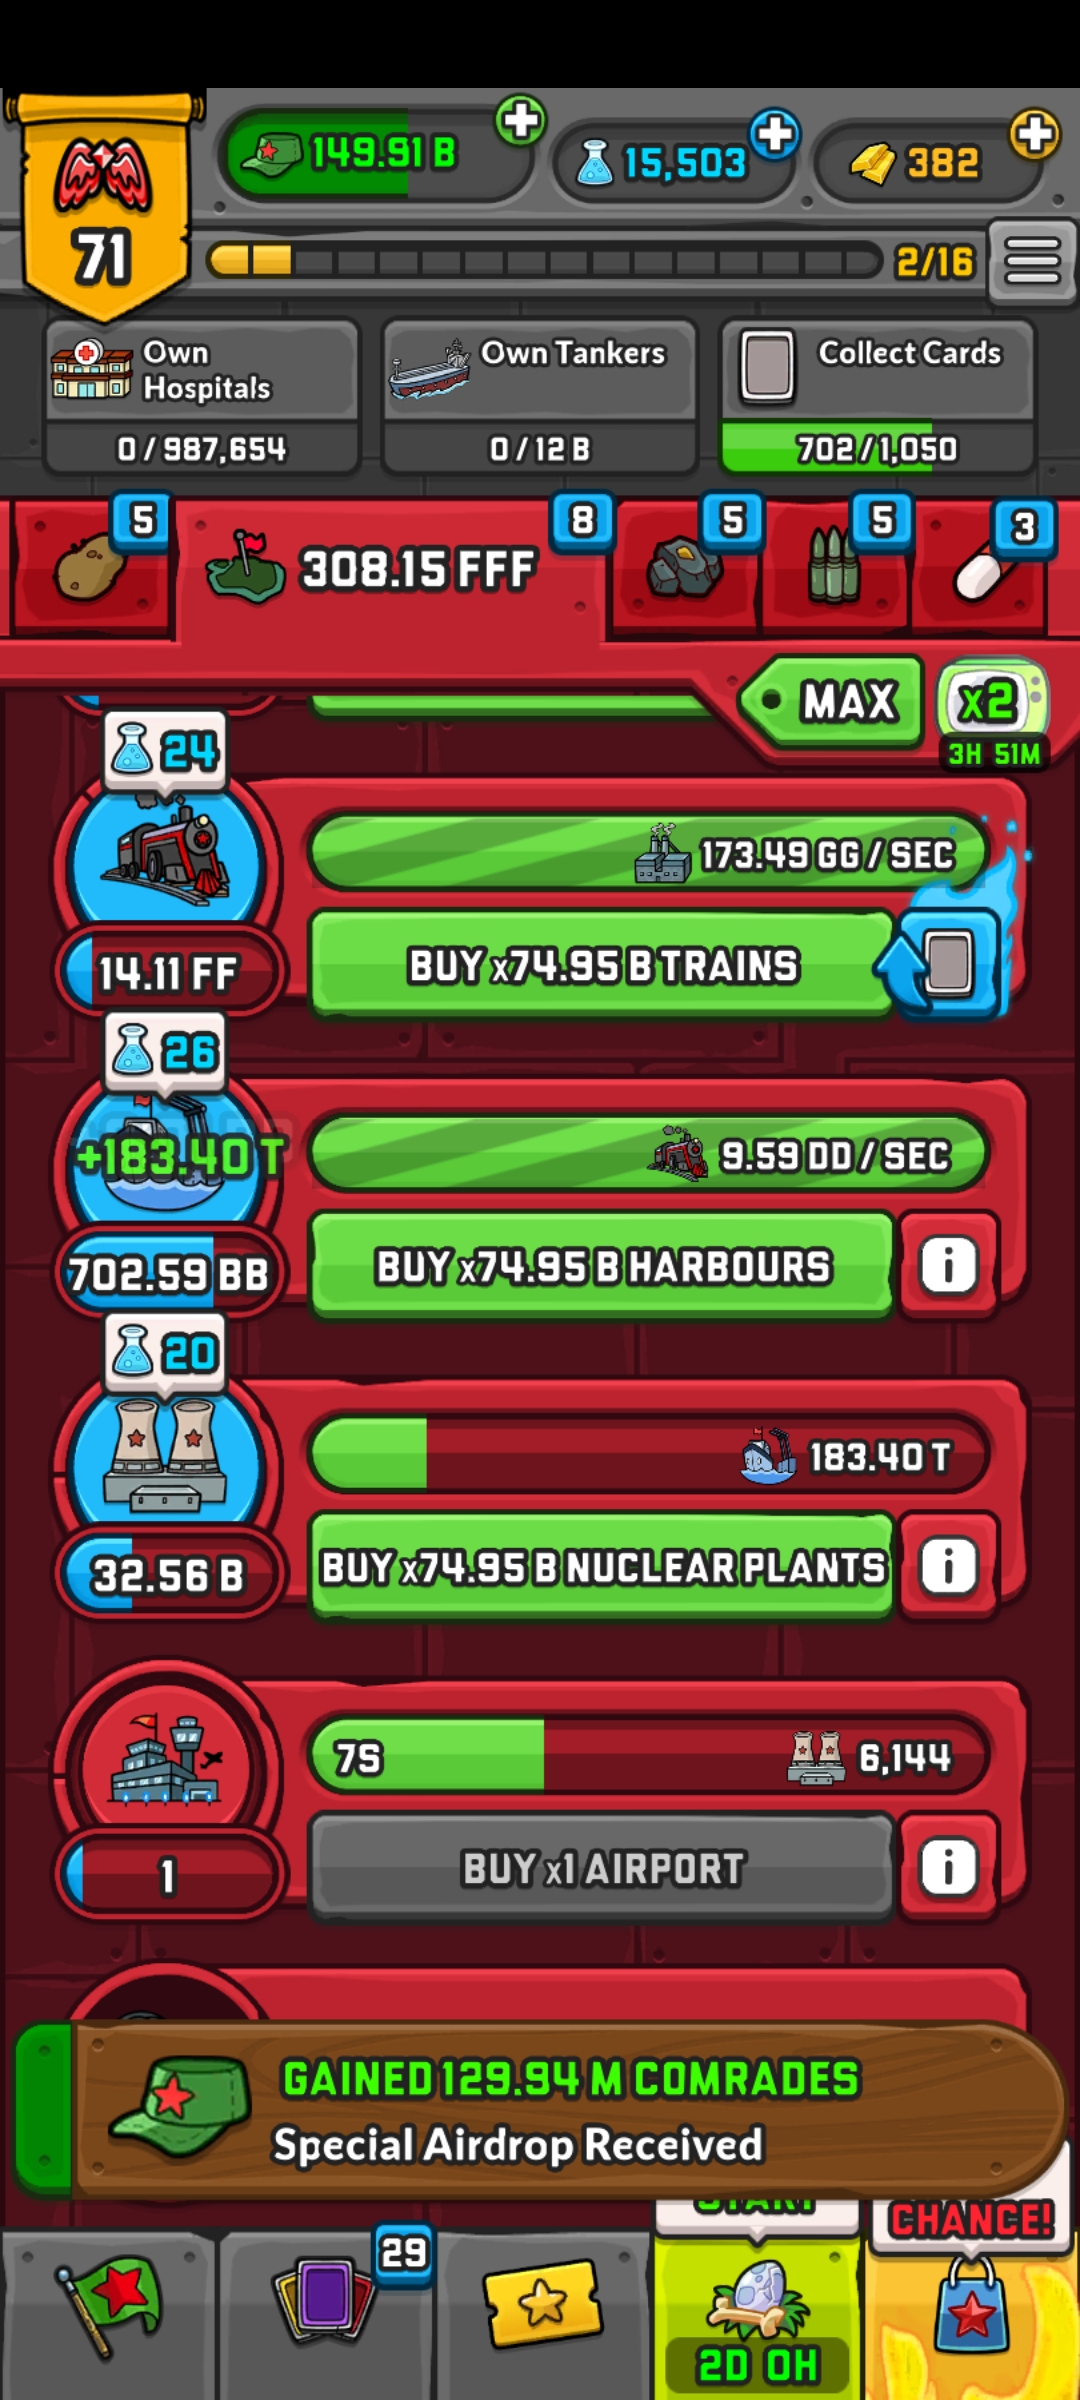 149.91 B
15,503
382
71
2/16
Own Hospitals
0 / 987,654
Own Tankers
0 / 12 B
Collect Cards
702 / 1,050
5
308.15 FFF
8
5
5
3
MAX
x2
3H 51M
24
173.49 GG / SEC
14.11 FF
BUY x74.95 B TRAINS
26
+183.40 T
9.59 DD / SEC
702.59 BB
BUY x74.95 B HARBOURS
i
20
183.40 T
32.56 B
BUY x74.95 B NUCLEAR PLANTS
i
7S
6,144
1
BUY x1 AIRPORT
i
GAINED 129.94 M COMRADES
Special Airdrop Received
START
CHANCE!
29
2D 0H